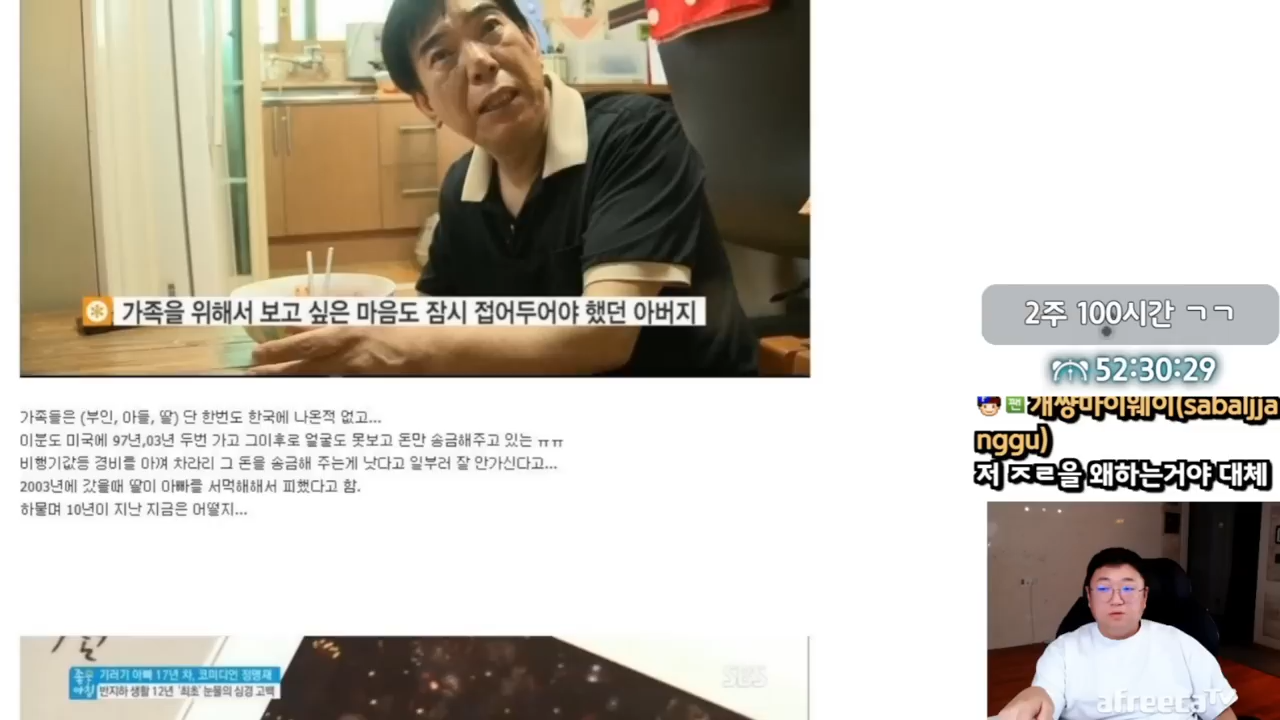 가족을 위해서 보고 싶은 마음도 잠시 접어두어야 했던 아버지
가족들은 (부인, 아들, 딸) 단 한번도 한국에 나온적 없고...
이분도 미국에 97년,03년 두번 가고 그이후로 얼굴도 못보고 돈만 송금해주고 있는 ㅠㅠ
비행기값등 경비를 아껴 차라리 그 돈을 송금해 주는게 낫다고 일부러 잘 안가신다고...
2003년에 갔을때 딸이 아빠를 서먹해해서 피했다고 함.
하물며 10년이 지난 지금은 어떨지...
좋은아침
기러기 아빠 17년 차, 코미디언 정명재
반지하 생활 12년 '최초' 눈물의 심경 고백
SBS
2주 100시간 ㄱㄱ
52:30:29
팬 개쌍마이웨이(sabaljja
nggu)
저 ㅈㄹ을 왜하는거야 대체
afreecaTV